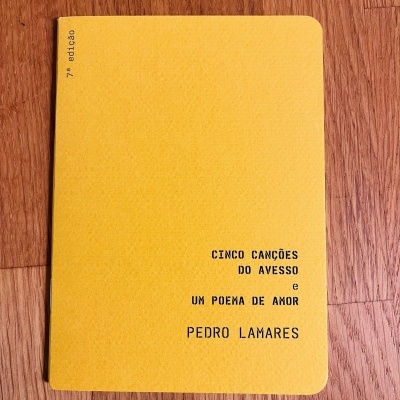 7ª edição
CINCO CANÇÕES
DO AVESSO
e
UM POEMA DE AMOR
PEDRO LAMARES